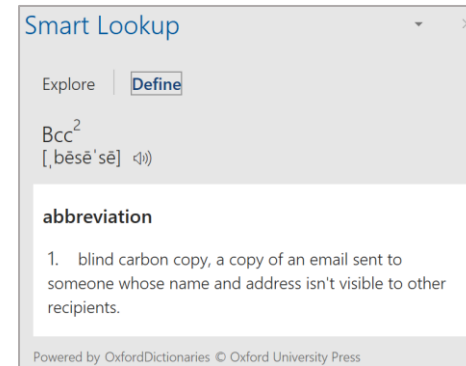 Smart Lookup
Explore Define
Bcc²
[ˌbēsēˈsē]
abbreviation
1. blind carbon copy, a copy of an email sent to
someone whose name and address isn't visible to other
recipients.
Powered by OxfordDictionaries © Oxford University Press